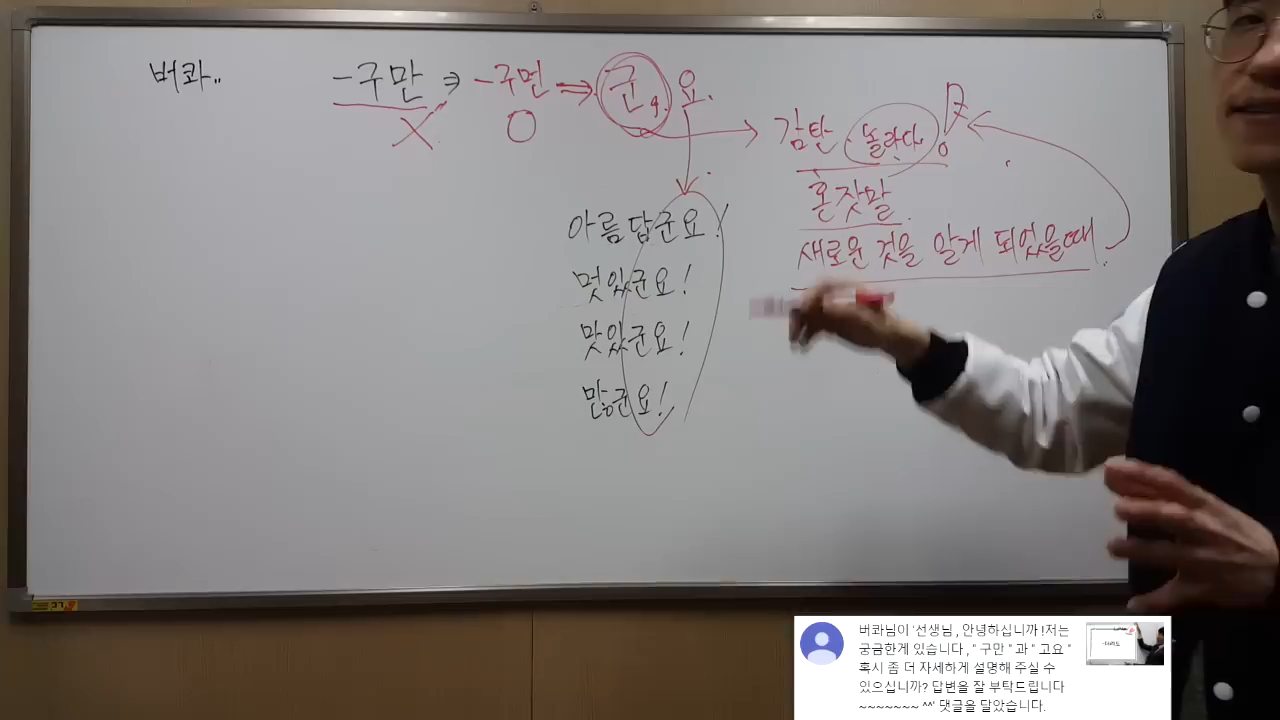 버콰..
-구만 → -구먼 ⇒ 군, 요.
X O
감탄. 놀라다. !
혼잣말.
새로운 것을 알게 되었을때.
아름답군요!
멋있군요!
맛있군요!
많군요!
버콰님이 '선생님 , 안녕하십니까 !저는
궁금한게 있습니다 , " 구만 " 과 " 고요 "
혹시 좀 더 자세하게 설명해 주실 수
있으십니까? 답변을 잘 부탁드립니다
~~~~~~~ ^^' 댓글을 달았습니다.